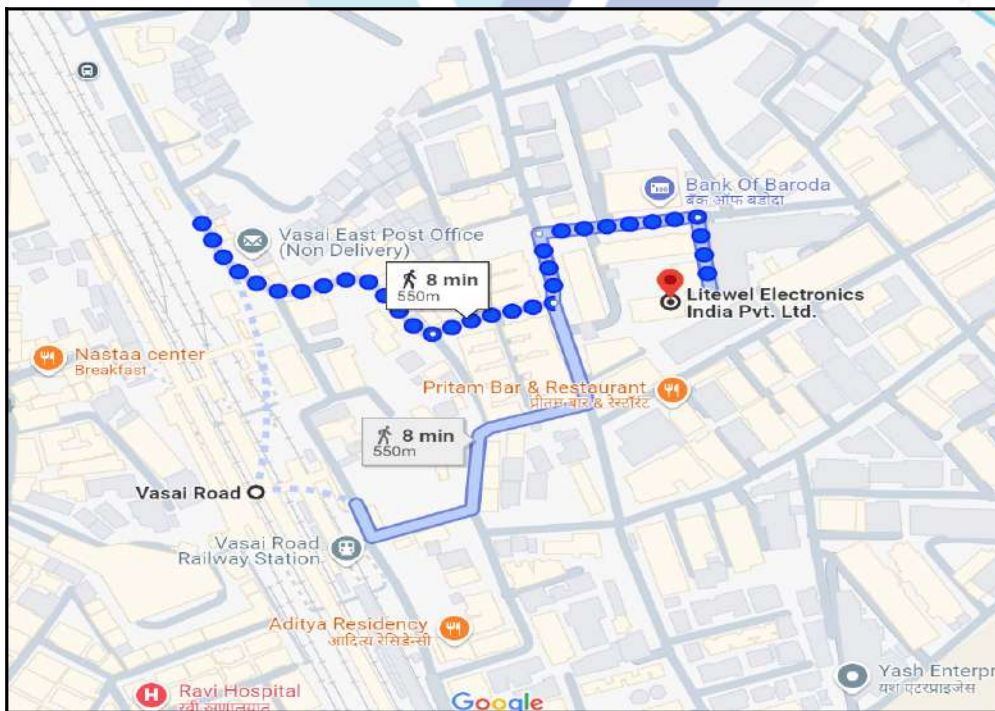 Bank Of Baroda
बँक ऑफ बडोदा
Vasai East Post Office
(Non Delivery)
8 min
550m
Litewel Electronics
India Pvt. Ltd.
Nastaa center
Breakfast
Pritam Bar & Restaurant
प्रीतम बार & रेस्टॉरंट
8 min
550m
Vasai Road
Vasai Road
Railway Station
Aditya Residency
आदित्य रेसिडेन्सी
Yash Enterpr
यश एंटरप्राइजेस
H
Ravi Hospital
Google